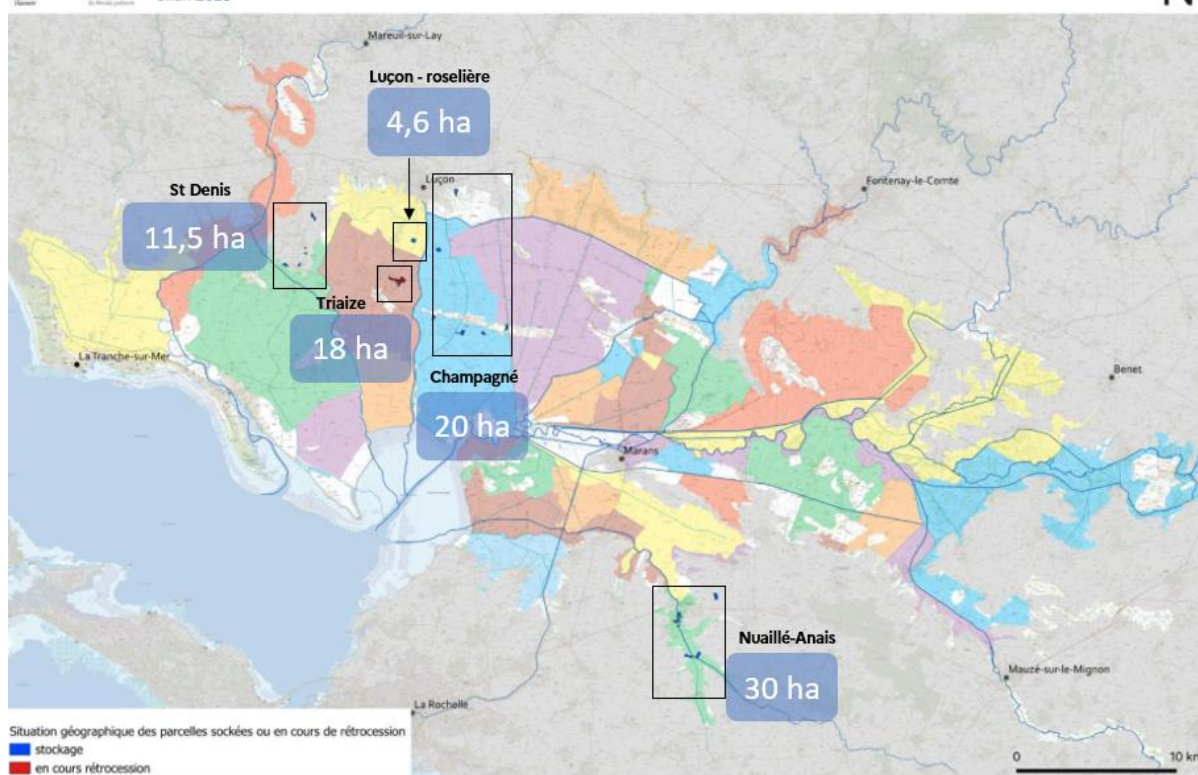 N
Mareuil-sur-Lay
Luçon - roselière
4,6 ha
Luçon
Fontenay-le-Comte
St Denis
11,5 ha
Triaize
18 ha
La Tranche-sur-Mer
Champagné
20 ha
Benet
Marans
Nuaillé-Anais
30 ha
Mauzé-sur-le-Mignon
La Rochelle
Situation géographique des parcelles sockées ou en cours de rétrocession
stockage
en cours rétrocession
0 10 km